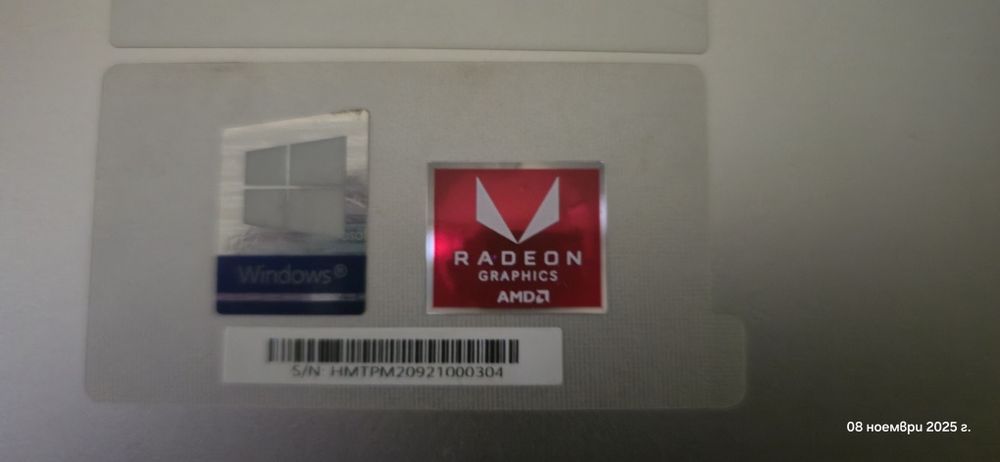 Windows®
RADEON
GRAPHICS
AMD
S/N: HMTPM20921000304
08 ноември 2025 г.